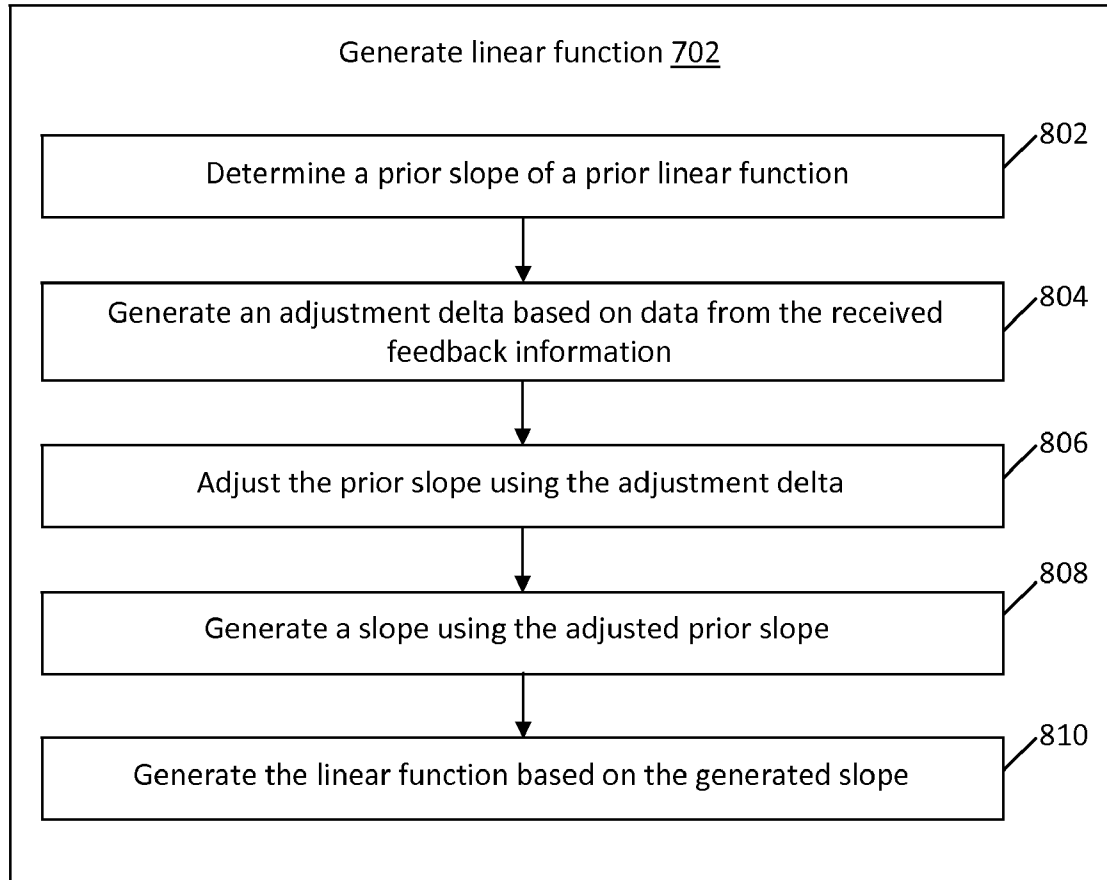 Generate linear function 702
802
Determine a prior slope of a prior linear function
804
Generate an adjustment delta based on data from the received
feedback information
806
Adjust the prior slope using the adjustment delta
808
Generate a slope using the adjusted prior slope
810
Generate the linear function based on the generated slope